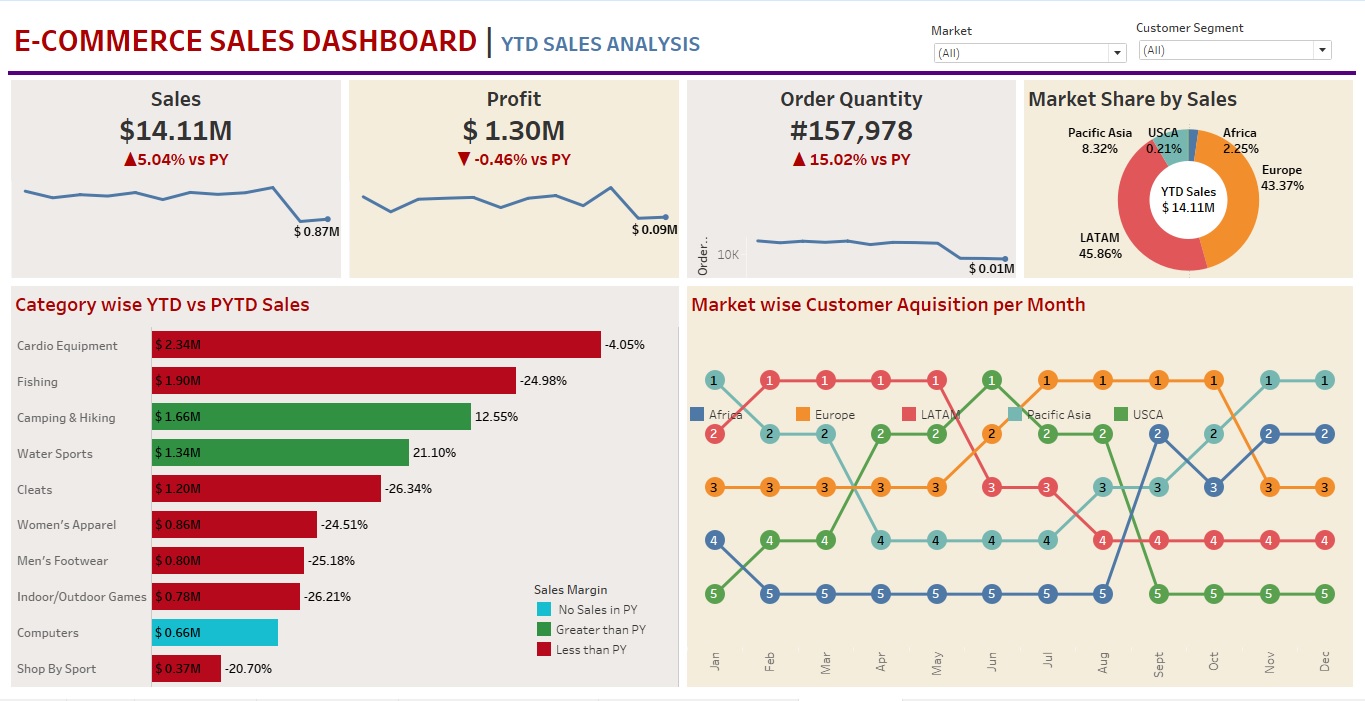 E-COMMERCE SALES DASHBOARD | YTD SALES ANALYSIS
Market
(All)
Customer Segment
(All)
Sales
$14.11M
▲5.04% vs PY
$ 0.87M
Profit
$ 1.30M
▼ -0.46% vs PY
$ 0.09M
Order Quantity
#157,978
▲ 15.02% vs PY
Order..
10K
$ 0.01M
Market Share by Sales
Pacific Asia
8.32%
USCA
0.21%
Africa
2.25%
Europe
43.37%
YTD Sales
$ 14.11M
LATAM
45.86%
Category wise YTD vs PYTD Sales
Cardio Equipment $ 2.34M -4.05%
Fishing $ 1.90M -24.98%
Camping & Hiking $ 1.66M 12.55%
Water Sports $ 1.34M 21.10%
Cleats $ 1.20M -26.34%
Women's Apparel $ 0.86M -24.51%
Men's Footwear $ 0.80M -25.18%
Indoor/Outdoor Games $ 0.78M -26.21%
Computers $ 0.66M
Shop By Sport $ 0.37M -20.70%
Sales Margin
No Sales in PY
Greater than PY
Less than PY
Market wise Customer Aquisition per Month
1 1 1 1 1 1 1 1 1 1 1 1
Africa Europe LATAM Pacific Asia USCA
2 2 2 2 2 2 2 2 2 2 2 2
3 3 3 3 3 3 3 3 3 3 3 3
4 4 4 4 4 4 4 4 4 4 4 4
5 5 5 5 5 5 5 5 5 5 5 5
Jan Feb Mar Apr May Jun Jul Aug Sept Oct Nov Dec